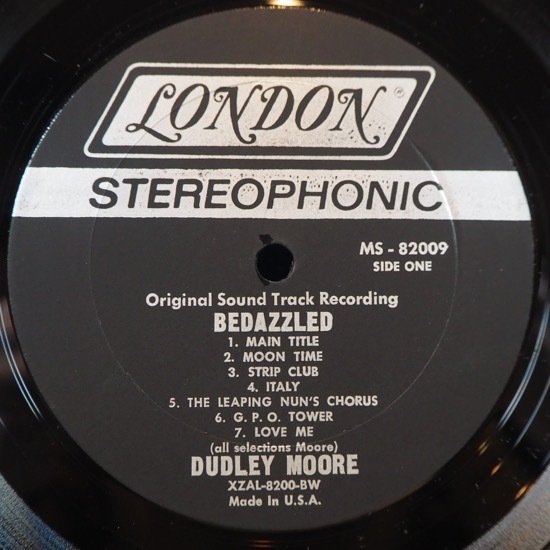 LONDON ®
STEREOPHONIC
MS - 82009
SIDE ONE
Original Sound Track Recording
BEDAZZLED
1. MAIN TITLE
2. MOON TIME
3. STRIP CLUB
4. ITALY
5. THE LEAPING NUN'S CHORUS
6. G. P. O. TOWER
7. LOVE ME
(all selections Moore)
DUDLEY MOORE
XZAL-8200-BW
Made in U.S.A.